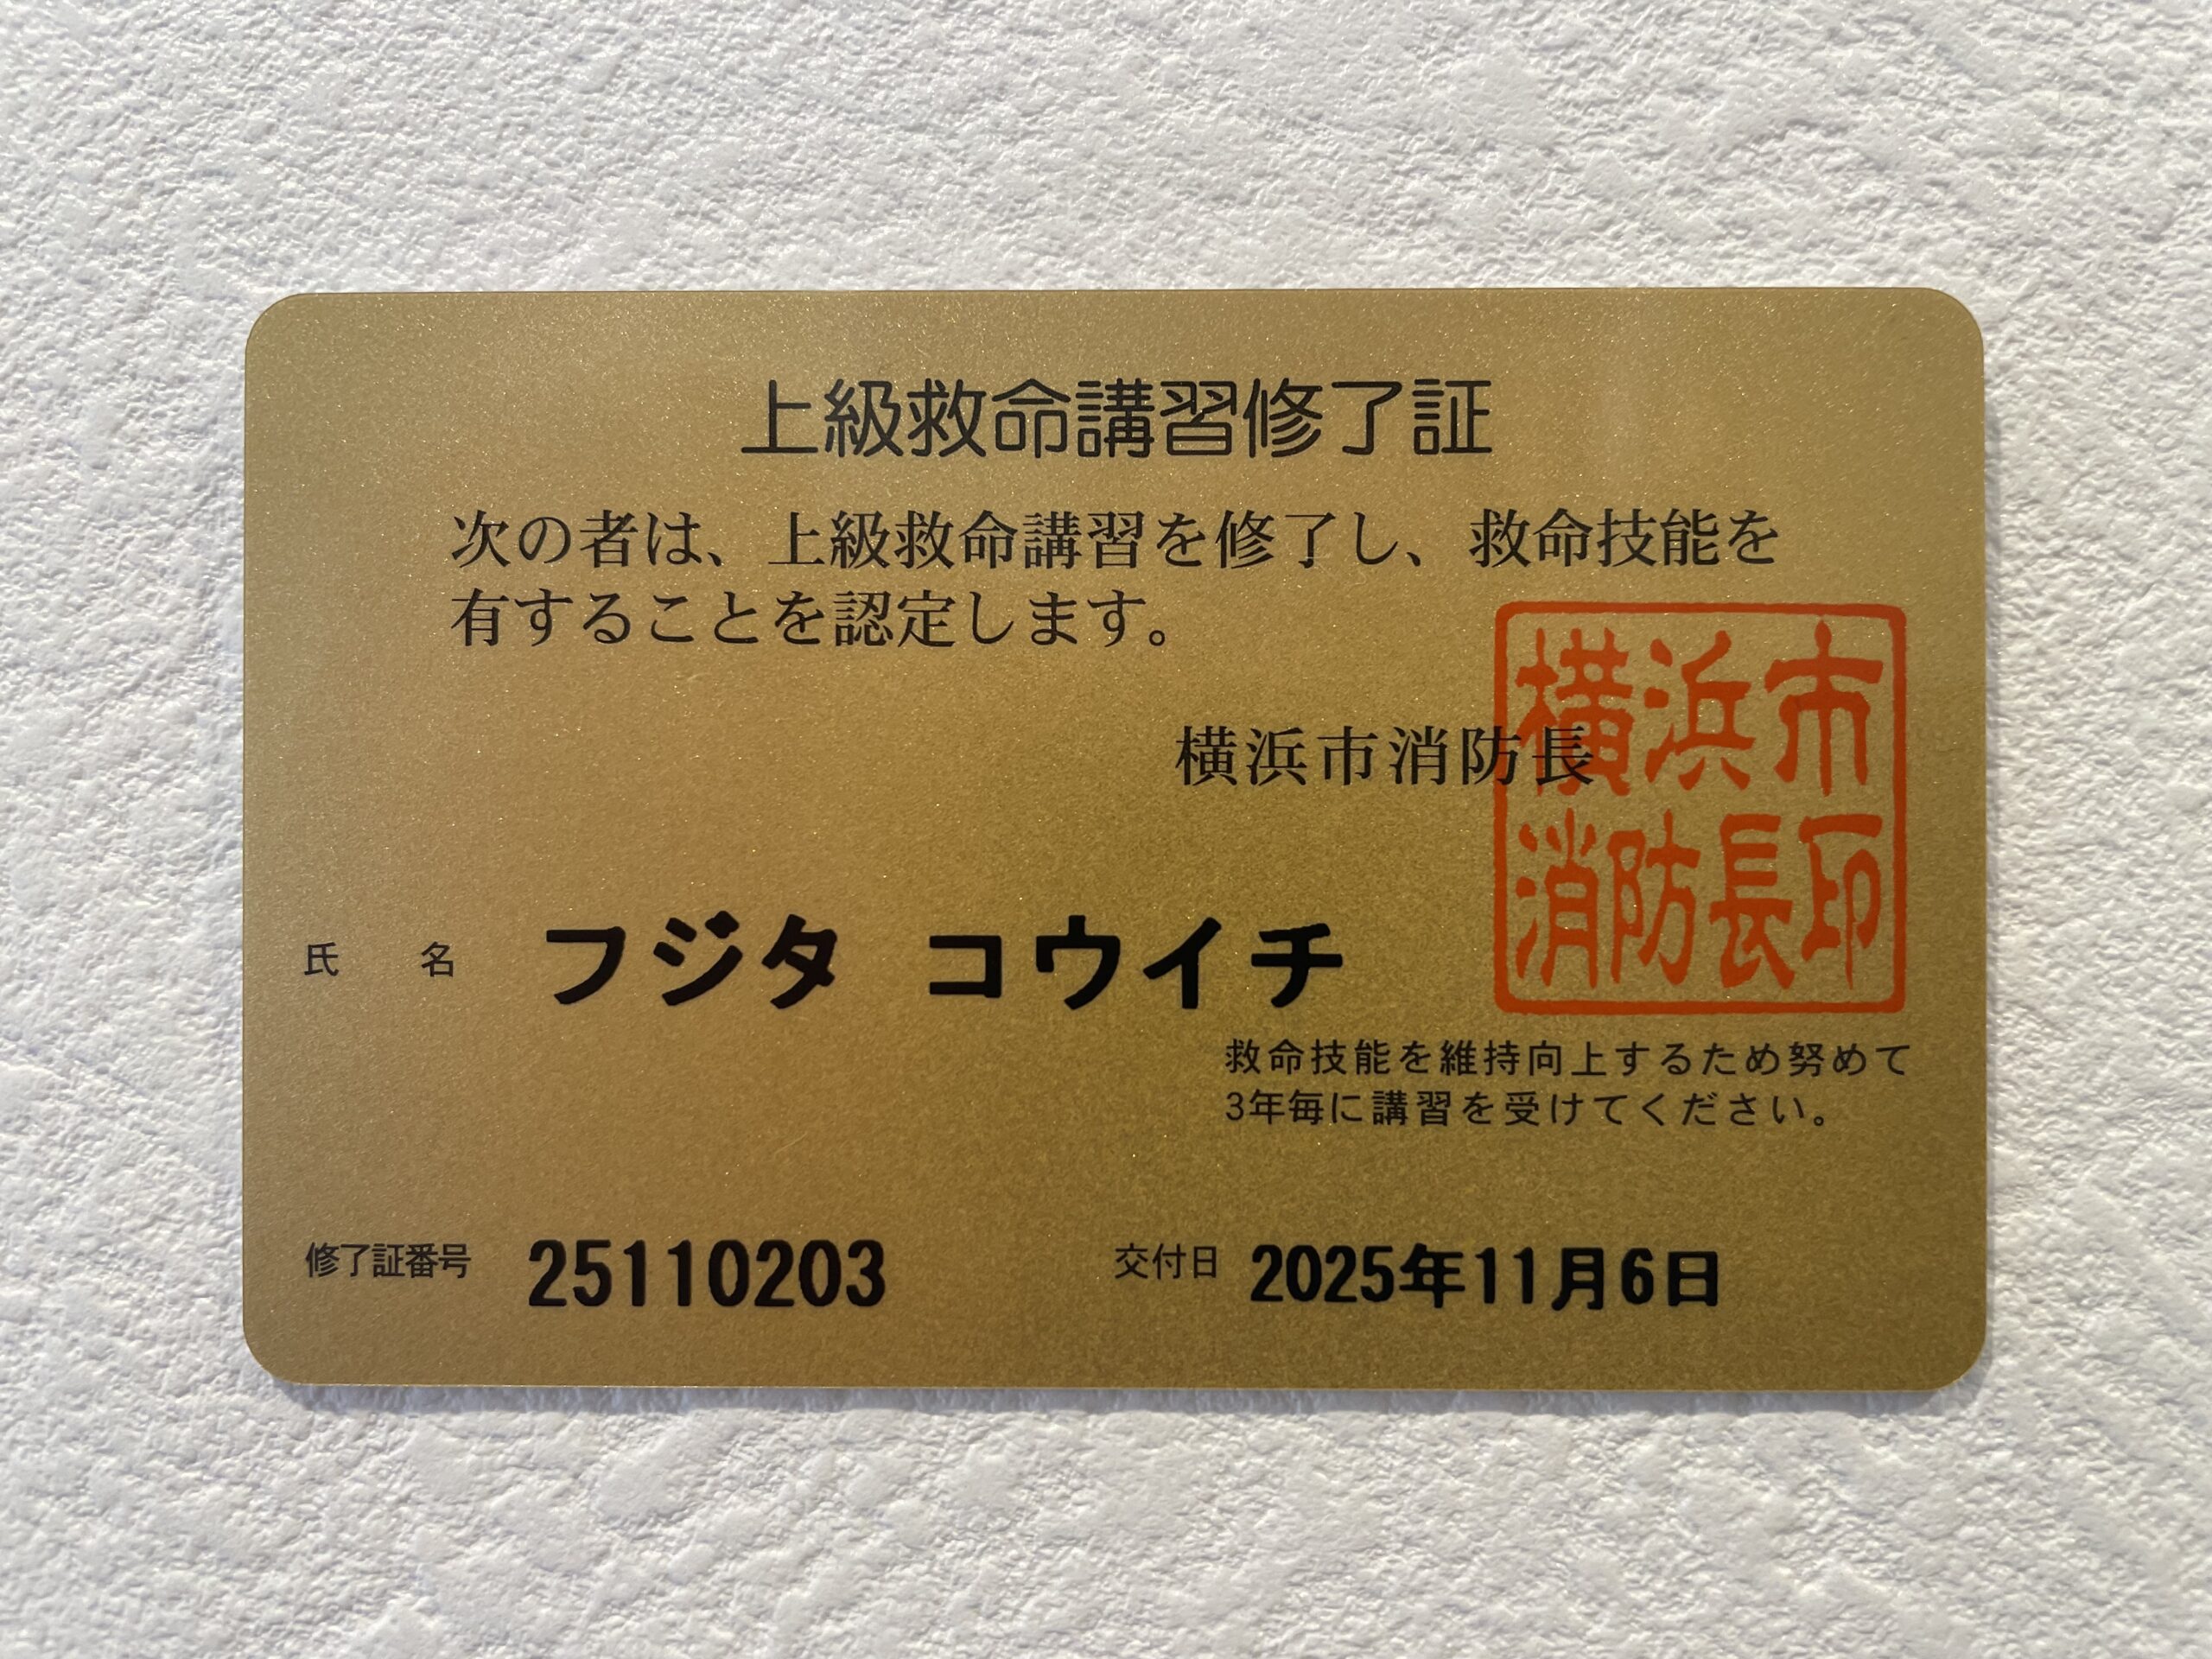 上級救命講習修了証
次の者は、上級救命講習を修了し、救命技能を
有することを認定します。
横浜市消防長
横浜市
消防長印
氏　名 フジタ コウイチ
救命技能を維持向上するため努めて
3年毎に講習を受けてください。
修了証番号 25110203 交付日 2025年11月6日